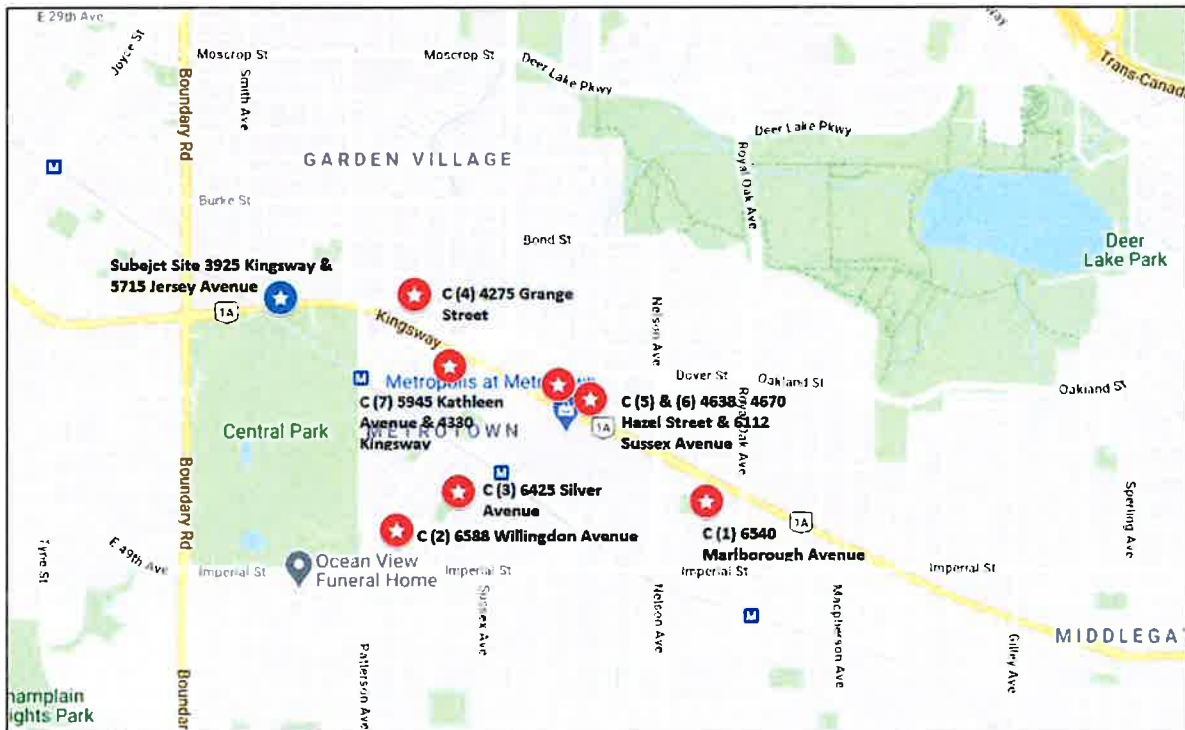 E 29th Ave
Joyce St
Moscrop St
Moscrop St
Deer Lake Pkwy
Trans-Canad
Boundary Rd
Smith Ave
Deer Lake Pkwy
GARDEN VILLAGE
Royal Oak Ave
Burke St
Bond St
Deer
Lake Park
Subejct Site 3925 Kingsway &
5715 Jersey Avenue
1A
C (4) 4275 Grange
Street
Kingsway
Nelson Ave
Dover St
Oakland St
Oakland St
Metropolis at Met
C (7) 5945 Kathleen
Avenue & 4330
Kingsway
METROTOWN
C (5) & (6) 4638 - 4670
Hazel Street & 6112
Sussex Avenue
1A
Royal Oak Ave
Central Park
Boundary Rd
C (3) 6425 Silver
Avenue
C (2) 6588 Willingdon Avenue
C (1) 6540
Marlborough Avenue
1A
Sperling Ave
Tyne St
E 49th Ave
Imperial St
Ocean View
Funeral Home
Imperial St
Imperial St
Imperial St
Sussex Ave
Nelson Ave
Macpherson Ave
Gilley Ave
MIDDLEGAT
Patterson Ave
Boundar
hamplain
ights Park
M
M
M
M